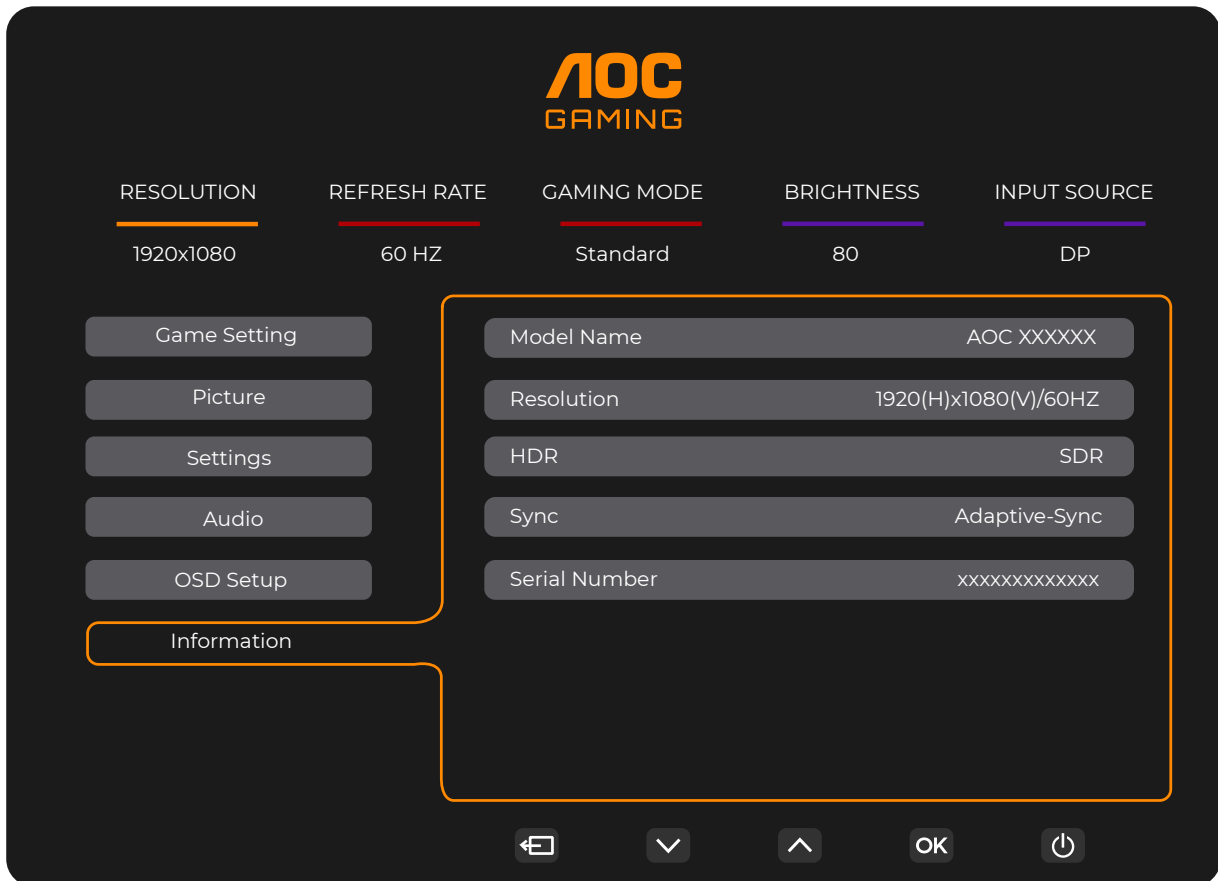 AOC
GAMING
RESOLUTION REFRESH RATE GAMING MODE BRIGHTNESS INPUT SOURCE
1920x1080 60 HZ Standard 80 DP
Game Setting
Picture
Settings
Audio
OSD Setup
Information
Model Name AOC XXXXXX
Resolution 1920(H)x1080(V)/60HZ
HDR SDR
Sync Adaptive-Sync
Serial Number xxxxxxxxxxxxx
OK